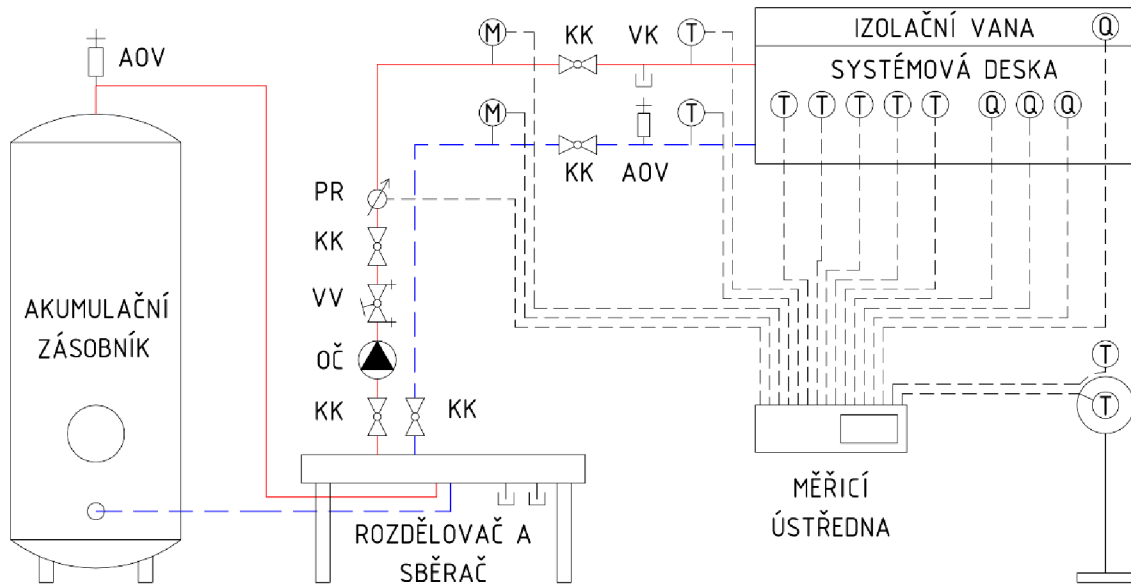 AOV
M
KK
VK
T
IZOLAČNÍ VANA
Q
SYSTÉMOVÁ DESKA
T T T T T Q Q Q
M
KK
AOV
T
PR
KK
VV
OČ
KK
KK
AKUMULAČNÍ
ZÁSOBNÍK
ROZDĚLOVAČ A
SBĚRAČ
MĚŘICÍ
ÚSTŘEDNA
T
T